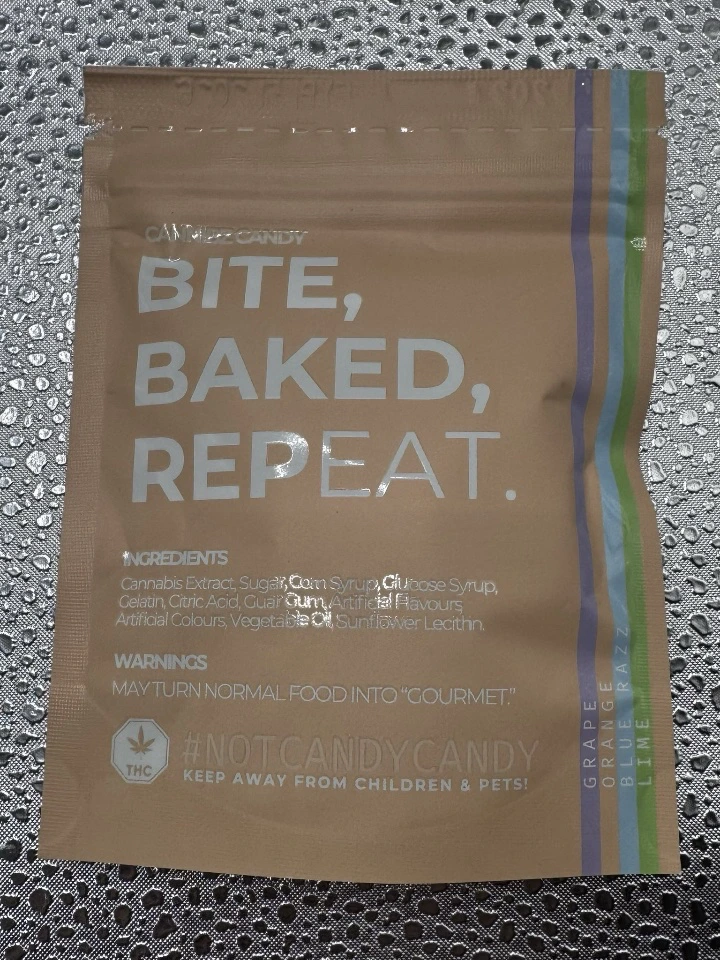 CANDY
BITE,
BAKED,
REPEAT.
INGREDIENTS
Cannabis Extract, Sugar, Corn Syrup, Glucose Syrup,
Gelatin, Citric Acid, Guar Gum, Artificial Flavours,
Artificial Colours, Vegetable Oil, Sunflower Lecithin.
WARNINGS
MAY TURN NORMAL FOOD INTO “GOURMET.”
THC
#NOTCANDYCANDY
KEEP AWAY FROM CHILDREN & PETS!
GRAPE
ORANGE
BLUE RAZZ
LIME